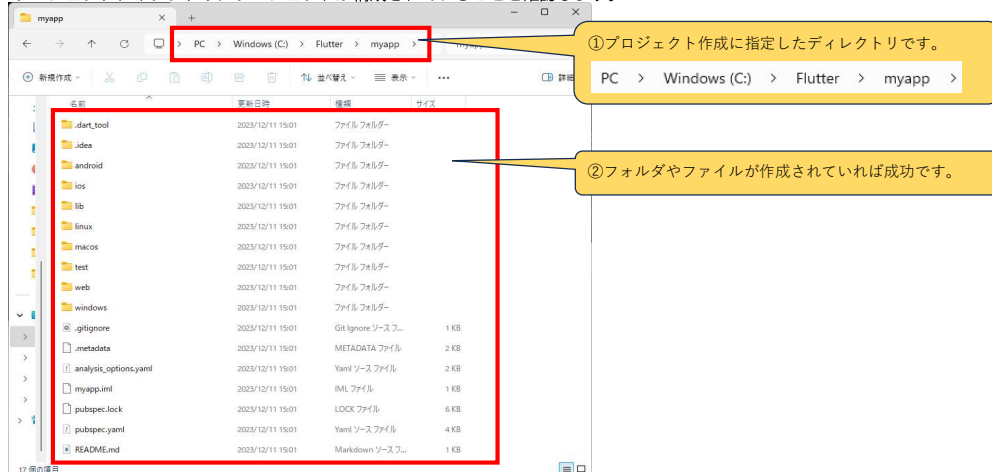 myapp
PC > Windows (C:) > Flutter > myapp >
新規作成
並べ替え
表示
名前 更新日時 種類 サイズ
.dart_tool 2023/12/11 15:01 ファイル フォルダー
.idea 2023/12/11 15:01 ファイル フォルダー
android 2023/12/11 15:01 ファイル フォルダー
ios 2023/12/11 15:01 ファイル フォルダー
lib 2023/12/11 15:01 ファイル フォルダー
linux 2023/12/11 15:01 ファイル フォルダー
macos 2023/12/11 15:01 ファイル フォルダー
test 2023/12/11 15:01 ファイル フォルダー
web 2023/12/11 15:01 ファイル フォルダー
windows 2023/12/11 15:01 ファイル フォルダー
.gitignore 2023/12/11 15:01 Git Ignore ソース フ... 1 KB
.metadata 2023/12/11 15:01 METADATA ファイル 2 KB
analysis_options.yaml 2023/12/11 15:01 Yaml ソース ファイル 2 KB
myapp.iml 2023/12/11 15:01 IML ファイル 1 KB
pubspec.lock 2023/12/11 15:01 LOCK ファイル 6 KB
pubspec.yaml 2023/12/11 15:01 Yaml ソース ファイル 4 KB
README.md 2023/12/11 15:01 Markdown ソース フ... 1 KB
17 個の項目
①プロジェクト作成に指定したディレクトリです。
PC > Windows (C:) > Flutter > myapp >
②フォルダやファイルが作成されていれば成功です。